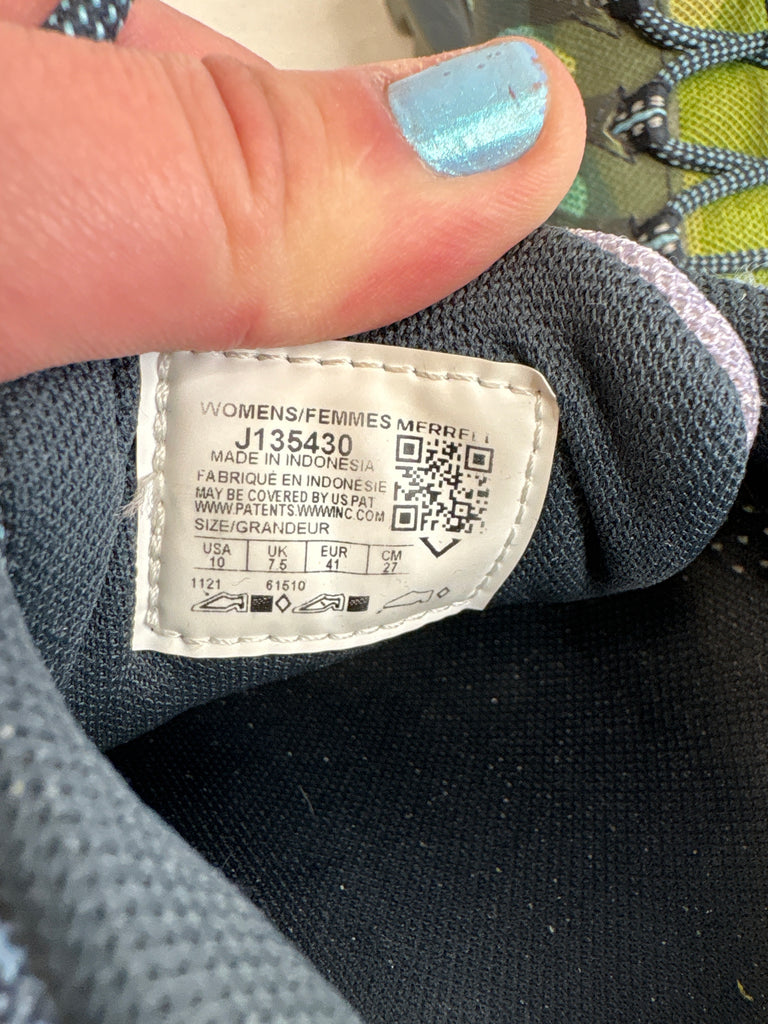 WOMENS/FEMMES MERRELL
J135430
MADE IN INDONESIA
FABRIQUÉ EN INDONÉSIE
MAY BE COVERED BY US PAT
WWW.PATENTS.WWWINC.COM
SIZE/GRANDEUR
USA UK EUR CM
10 7.5 41 27
1121 61510